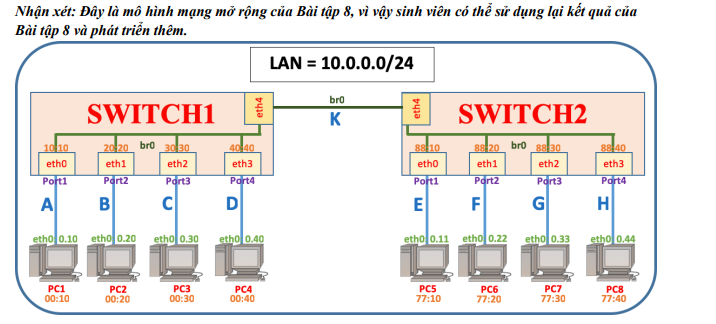 Nhận xét: Đây là mô hình mạng mở rộng của Bài tập 8, vì vậy sinh viên có thể sử dụng lại kết quả của
Bài tập 8 và phát triển thêm.
LAN = 10.0.0.0/24
SWITCH1
eth4
br0
K
eth4
SWITCH2
10:10 20:20 br0 30:30 40:40
88:10 88:20 br0 88:30 88:40
eth0 eth1 eth2 eth3
eth0 eth1 eth2 eth3
Port1 Port2 Port3 Port4
Port1 Port2 Port3 Port4
A B C D
E F G H
eth0 0.10 eth0 0.20 eth0 0.30 eth0 0.40
eth0 0.11 eth0 0.22 eth0 0.33 eth0 0.44
PC1 PC2 PC3 PC4
PC5 PC6 PC7 PC8
00:10 00:20 00:30 00:40
77:10 77:20 77:30 77:40